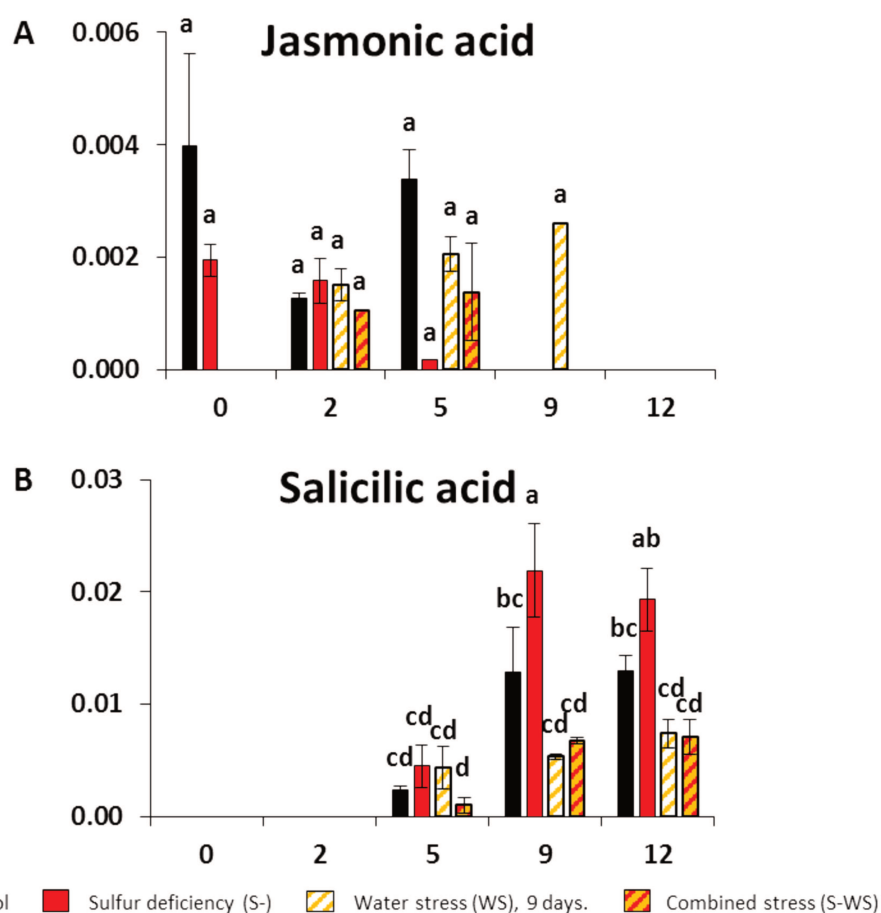 A
Jasmonic acid
0.006
0.004
0.002
0.000
a
a
a
a
a
a
a
a
a
a
a
0 2 5 9 12
B
Salicilic acid
0.03
0.02
0.01
0.00
cd
cd
cd
d
bc
a
cd
cd
bc
ab
cd
cd
0 2 5 9 12
ol Sulfur deficiency (S-) Water stress (WS), 9 days. Combined stress (S-WS)